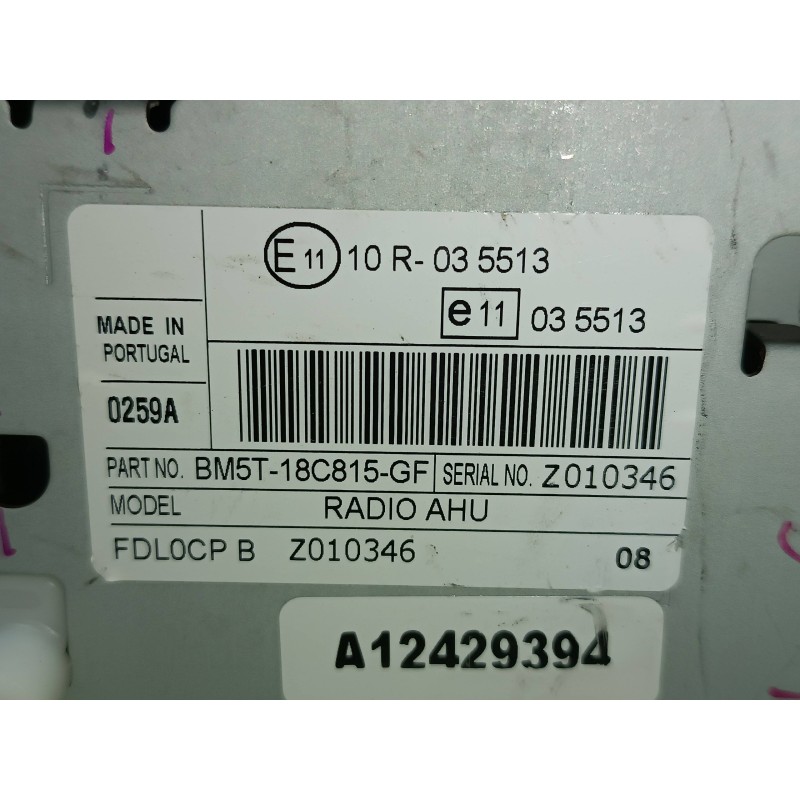 E 11 10 R- 03 5513
e 11 03 5513
MADE IN
PORTUGAL
0259A
PART NO. BM5T-18C815-GF SERIAL NO. Z010346
MODEL RADIO AHU
FDL0CP B Z010346 08
A12429394